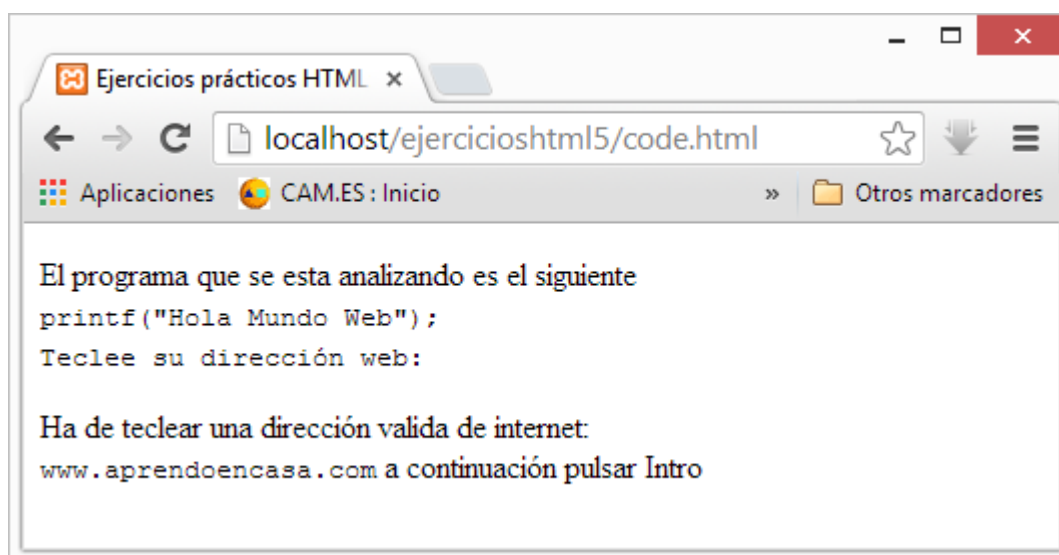 Ejercicios prácticos HTML
localhost/ejercicioshtml5/code.html
Aplicaciones CAM.ES : Inicio » Otros marcadores
El programa que se esta analizando es el siguiente
printf("Hola Mundo Web");
Teclee su dirección web:
Ha de teclear una dirección valida de internet:
www.aprendoencasa.com a continuación pulsar Intro